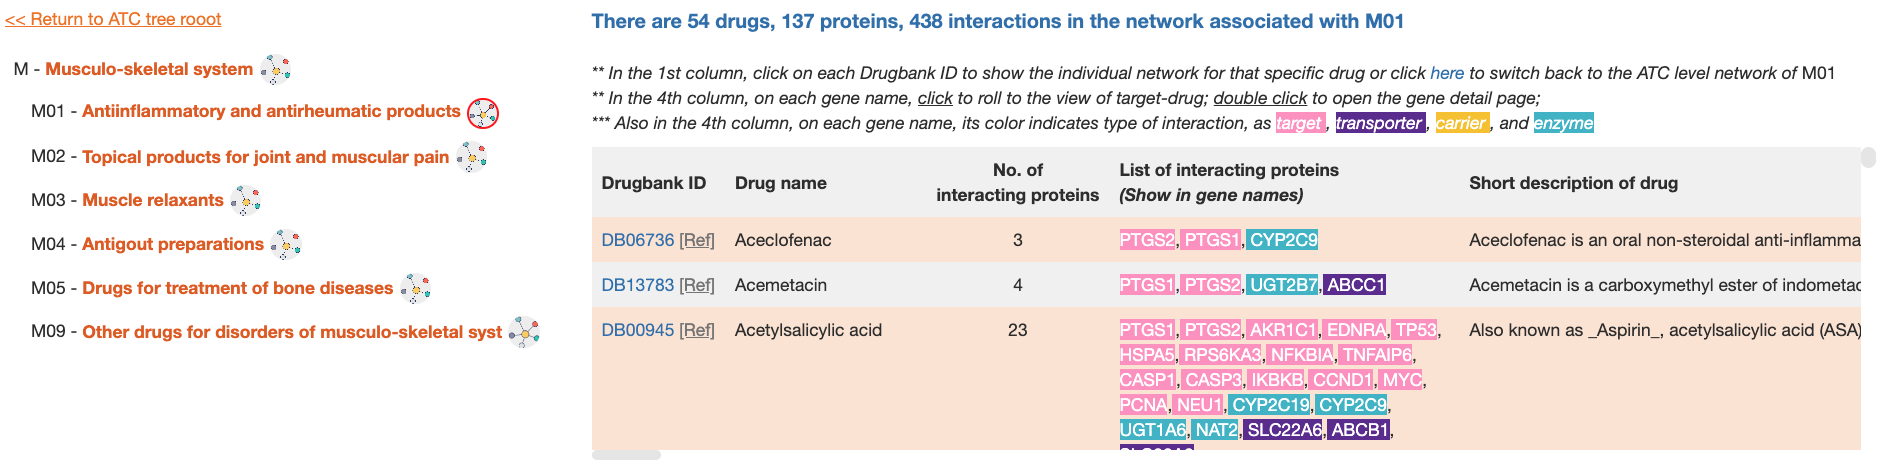 << Return to ATC tree rooot
M - Musculo-skeletal system
M01 - Antiinflammatory and antirheumatic products
M02 - Topical products for joint and muscular pain
M03 - Muscle relaxants
M04 - Antigout preparations
M05 - Drugs for treatment of bone diseases
M09 - Other drugs for disorders of musculo-skeletal syst
There are 54 drugs, 137 proteins, 438 interactions in the network associated with M01
** In the 1st column, click on each Drugbank ID to show the individual network for that specific drug or click here to switch back to the ATC level network of M01
** In the 4th column, on each gene name, click to roll to the view of target-drug; double click to open the gene detail page;
*** Also in the 4th column, on each gene name, its color indicates type of interaction, as target , transporter , carrier , and enzyme
Drugbank ID Drug name No. of interacting proteins List of interacting proteins (Show in gene names) Short description of drug
DB06736 [Ref] Aceclofenac 3 PTGS2, PTGS1, CYP2C9 Aceclofenac is an oral non-steroidal anti-inflamma
DB13783 [Ref] Acemetacin 4 PTGS1, PTGS2, UGT2B7, ABCC1 Acemetacin is a carboxymethyl ester of indometac
DB00945 [Ref] Acetylsalicylic acid 23 PTGS1, PTGS2, AKR1C1, EDNRA, TP53, Also known as _Aspirin_, acetylsalicylic acid (ASA)
HSPA5, RPS6KA3, NFKBIA, TNFAIP6,
CASP1, CASP3, IKBKB, CCND1, MYC,
PCNA, NEU1, CYP2C19, CYP2C9,
UGT1A6, NAT2, SLC22A6, ABCB1,